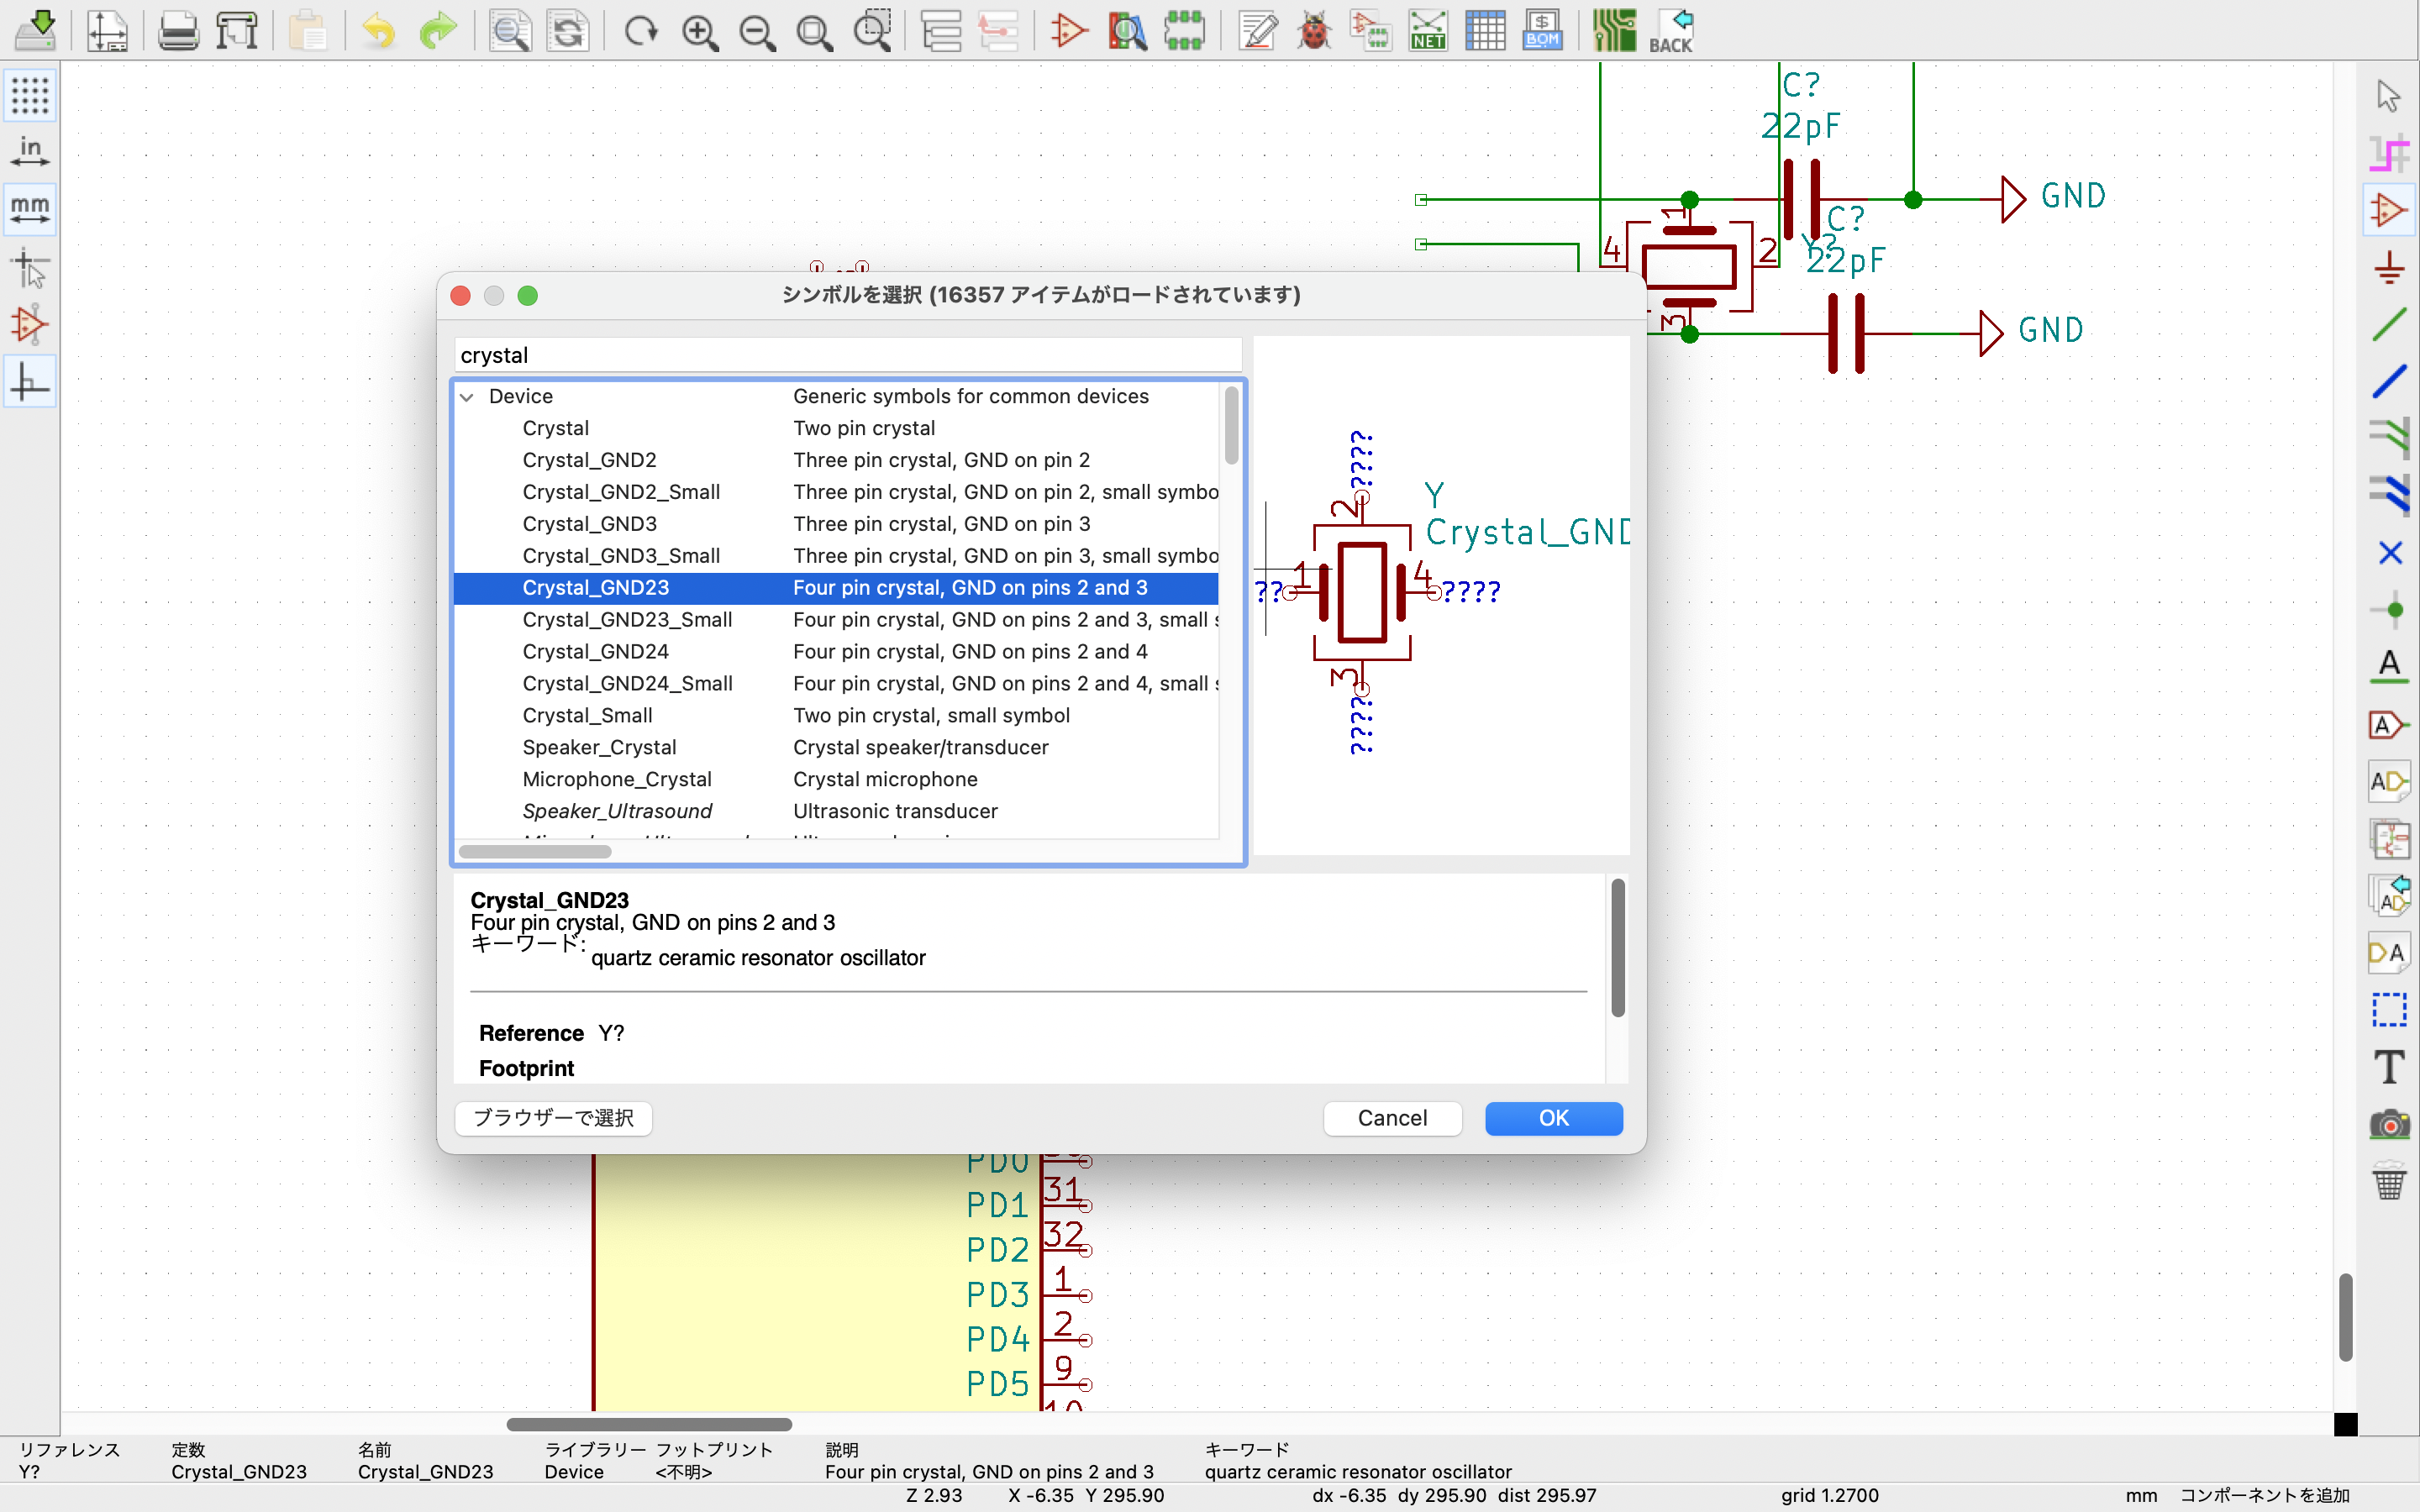 NET
BOM
BACK
in
mm
C?
22pF
GND
C?
Y?
22pF
1
4
2
3
GND
シンボルを選択 (16357 アイテムがロードされています)
crystal
Device Generic symbols for common devices
Crystal Two pin crystal
Crystal_GND2 Three pin crystal, GND on pin 2
Crystal_GND2_Small Three pin crystal, GND on pin 2, small symbo
Crystal_GND3 Three pin crystal, GND on pin 3
Crystal_GND3_Small Three pin crystal, GND on pin 3, small symbo
Crystal_GND23 Four pin crystal, GND on pins 2 and 3
Crystal_GND23_Small Four pin crystal, GND on pins 2 and 3, small s
Crystal_GND24 Four pin crystal, GND on pins 2 and 4
Crystal_GND24_Small Four pin crystal, GND on pins 2 and 4, small s
Crystal_Small Two pin crystal, small symbol
Speaker_Crystal Crystal speaker/transducer
Microphone_Crystal Crystal microphone
Speaker_Ultrasound Ultrasonic transducer
????
Y
Crystal_GND
2
1
4
??
????
3
????
Crystal_GND23
Four pin crystal, GND on pins 2 and 3
キーワード:
quartz ceramic resonator oscillator
Reference Y?
Footprint
ブラウザーで選択 Cancel OK
PD0
PD1 31
PD2 32
PD3 1
PD4 2
PD5 9
10
A
A
AD
AD
DA
T
リファレンス 定数 名前 ライブラリー フットプリント 説明 キーワード
Y? Crystal_GND23 Crystal_GND23 Device <不明> Four pin crystal, GND on pins 2 and 3 quartz ceramic resonator oscillator
Z 2.93 X -6.35 Y 295.90 dx -6.35 dy 295.90 dist 295.97 grid 1.2700 mm コンポーネントを追加